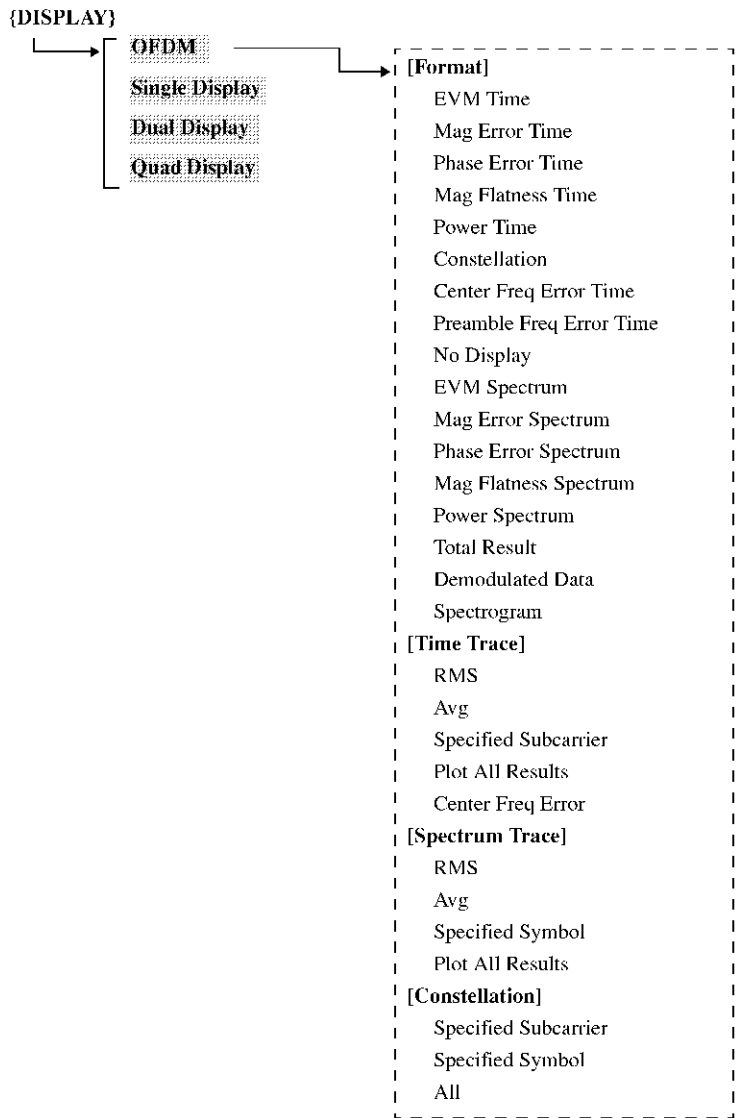 {DISPLAY}
OFDM
Single Display
Dual Display
Quad Display
[Format]
EVM Time
Mag Error Time
Phase Error Time
Mag Flatness Time
Power Time
Constellation
Center Freq Error Time
Preamble Freq Error Time
No Display
EVM Spectrum
Mag Error Spectrum
Phase Error Spectrum
Mag Flatness Spectrum
Power Spectrum
Total Result
Demodulated Data
Spectrogram
[Time Trace]
RMS
Avg
Specified Subcarrier
Plot All Results
Center Freq Error
[Spectrum Trace]
RMS
Avg
Specified Symbol
Plot All Results
[Constellation]
Specified Subcarrier
Specified Symbol
All